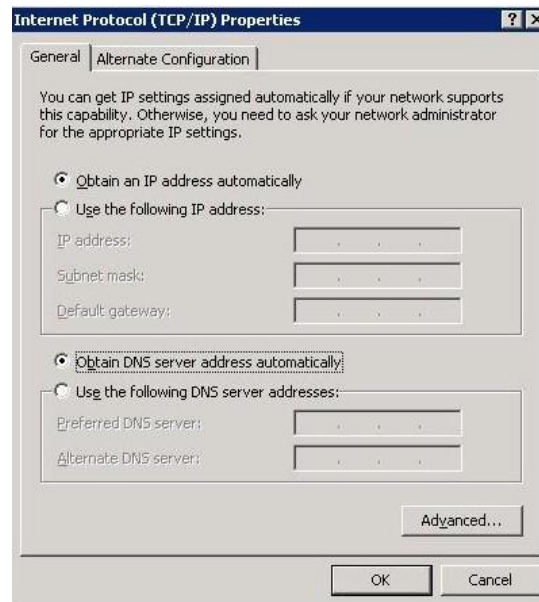 Internet Protocol (TCP/IP) Properties
General
Alternate Configuration
You can get IP settings assigned automatically if your network supports
this capability. Otherwise, you need to ask your network administrator
for the appropriate IP settings.
Obtain an IP address automatically
Use the following IP address:
IP address:
Subnet mask:
Default gateway:
Obtain DNS server address automatically
Use the following DNS server addresses:
Preferred DNS server:
Alternate DNS server:
Advanced...
OK
Cancel